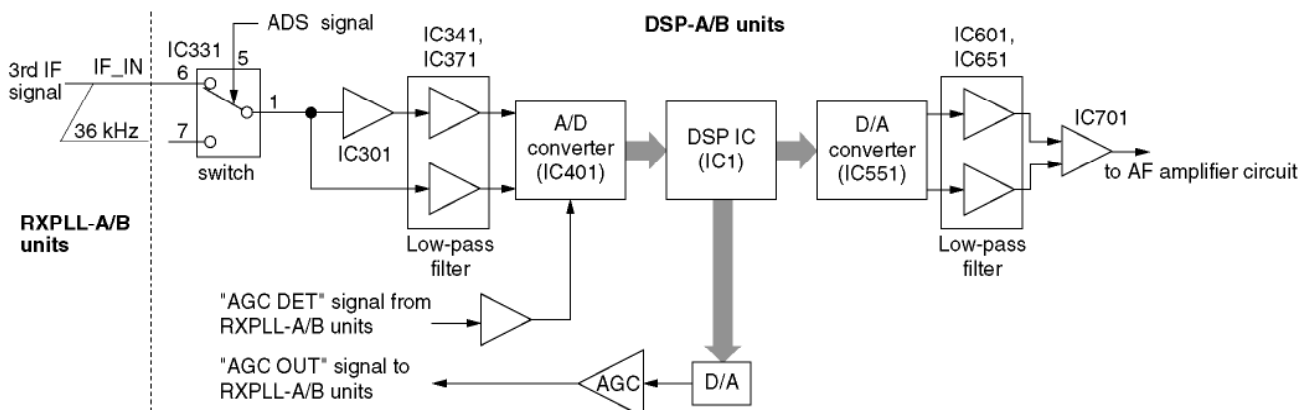 ADS signal
DSP-A/B units
IC331
5
IC341,
IC371
IC601,
IC651
3rd IF
signal
IF_IN
6
1
36 kHz
7
switch
IC301
A/D
converter
(IC401)
DSP IC
(IC1)
D/A
converter
(IC551)
IC701
to AF amplifier circuit
RXPLL-A/B
units
Low-pass
filter
Low-pass
filter
"AGC DET" signal from
RXPLL-A/B units
"AGC OUT" signal to
RXPLL-A/B units
AGC
D/A